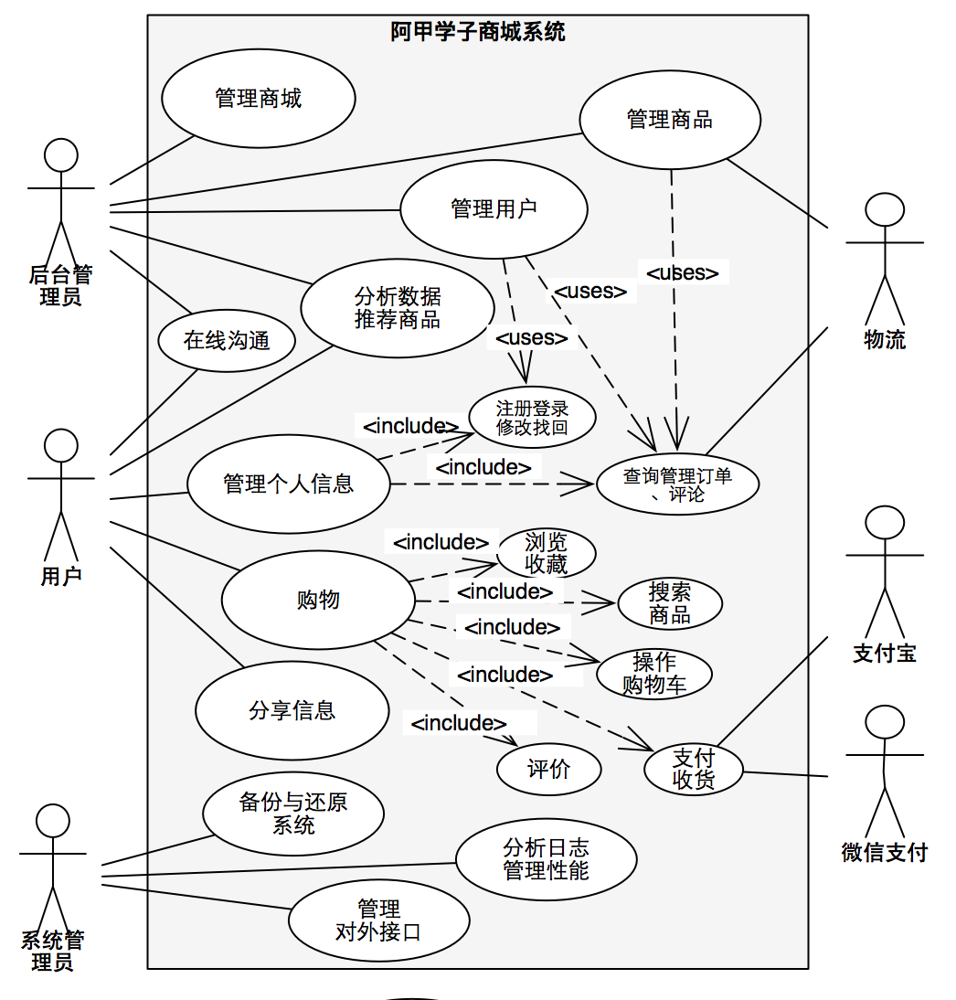 阿甲学子商城系统
管理商城
管理商品
管理用户
后台管
理员
<uses>
<uses>
分析数据
推荐商品
在线沟通
<uses>
物流
注册登录
修改找回
<include>
<include>
管理个人信息
查询管理订单
、评论
用户
<include>
浏览
收藏
购物
<include>
搜索
商品
<include>
操作
购物车
支付宝
<include>
分享信息
<include>
评价
支付
收货
备份与还原
系统
分析日志
管理性能
微信支付
管理
对外接口
系统管
理员